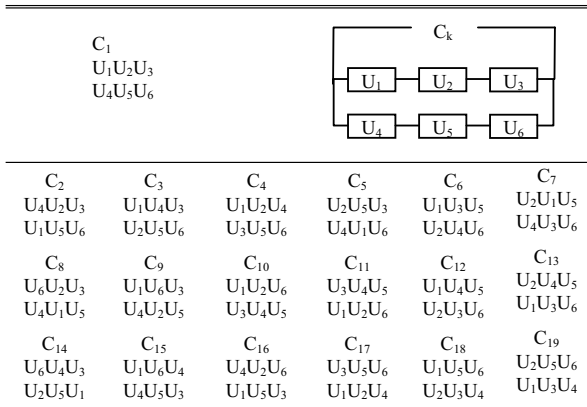 C₁
U₁U₂U₃
U₄U₅U₆
Cₖ
U₁ U₂ U₃
U₄ U₅ U₆
C₂ C₃ C₄ C₅ C₆ C₇
U₄U₂U₃ U₁U₄U₃ U₁U₂U₄ U₂U₅U₃ U₁U₃U₅ U₂U₁U₅
U₁U₅U₆ U₂U₅U₆ U₃U₅U₆ U₄U₁U₆ U₂U₄U₆ U₄U₃U₆
C₈ C₉ C₁₀ C₁₁ C₁₂ C₁₃
U₆U₂U₃ U₁U₆U₃ U₁U₂U₆ U₃U₄U₅ U₁U₄U₅ U₂U₄U₅
U₄U₁U₅ U₄U₂U₅ U₃U₄U₅ U₁U₂U₆ U₂U₃U₆ U₁U₃U₆
C₁₄ C₁₅ C₁₆ C₁₇ C₁₈ C₁₉
U₆U₄U₃ U₁U₆U₄ U₄U₂U₆ U₃U₅U₆ U₁U₅U₆ U₂U₅U₆
U₂U₅U₁ U₄U₅U₃ U₁U₅U₃ U₁U₂U₄ U₂U₃U₄ U₁U₃U₄